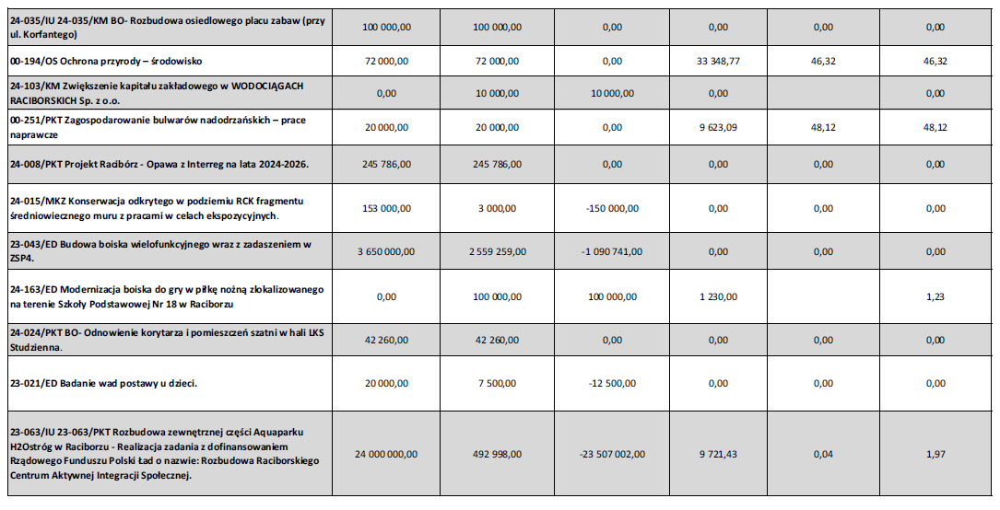 24-035/IU 24-035/KM BO- Rozbudowa osiedlowego placu zabaw (przy
ul. Korfantego)
100 000,00 100 000,00 0,00 0,00 0,00 0,00
00-194/OS Ochrona przyrody – środowisko
72 000,00 72 000,00 0,00 33 348,77 46,32 46,32
24-103/KM Zwiększenie kapitału zakładowego w WODOCIĄGACH
RACIBORSKICH Sp. z o.o.
0,00 10 000,00 10 000,00 0,00 0,00
00-251/PKT Zagospodarowanie bulwarów nadodrzańskich – prace
naprawcze
20 000,00 20 000,00 0,00 9 623,09 48,12 48,12
24-008/PKT Projekt Racibórz - Opawa z Interreg na lata 2024-2026.
245 786,00 245 786,00 0,00 0,00 0,00 0,00
24-015/MKZ Konserwacja odkrytego w podziemiu RCK fragmentu
średniowiecznego muru z pracami w celach ekspozycyjnych.
153 000,00 3 000,00 -150 000,00 0,00 0,00 0,00
23-043/ED Budowa boiska wielofunkcyjnego wraz z zadaszeniem w
ZSP4.
3 650 000,00 2 559 259,00 -1 090 741,00 0,00 0,00 0,00
24-163/ED Modernizacja boiska do gry w piłkę nożną zlokalizowanego
na terenie Szkoły Podstawowej Nr 18 w Raciborzu
0,00 100 000,00 100 000,00 1 230,00 1,23
24-024/PKT BO- Odnowienie korytarza i pomieszczeń szatni w hali LKS
Studzienna.
42 260,00 42 260,00 0,00 0,00 0,00 0,00
23-021/ED Badanie wad postawy u dzieci.
20 000,00 7 500,00 -12 500,00 0,00 0,00 0,00
23-063/IU 23-063/PKT Rozbudowa zewnętrznej części Aquaparku
H2Ostróg w Raciborzu - Realizacja zadania z dofinansowaniem
Rządowego Funduszu Polski Ład o nazwie: Rozbudowa Raciborskiego
Centrum Aktywnej Integracji Społecznej.
24 000 000,00 492 998,00 -23 507 002,00 9 721,43 0,04 1,97